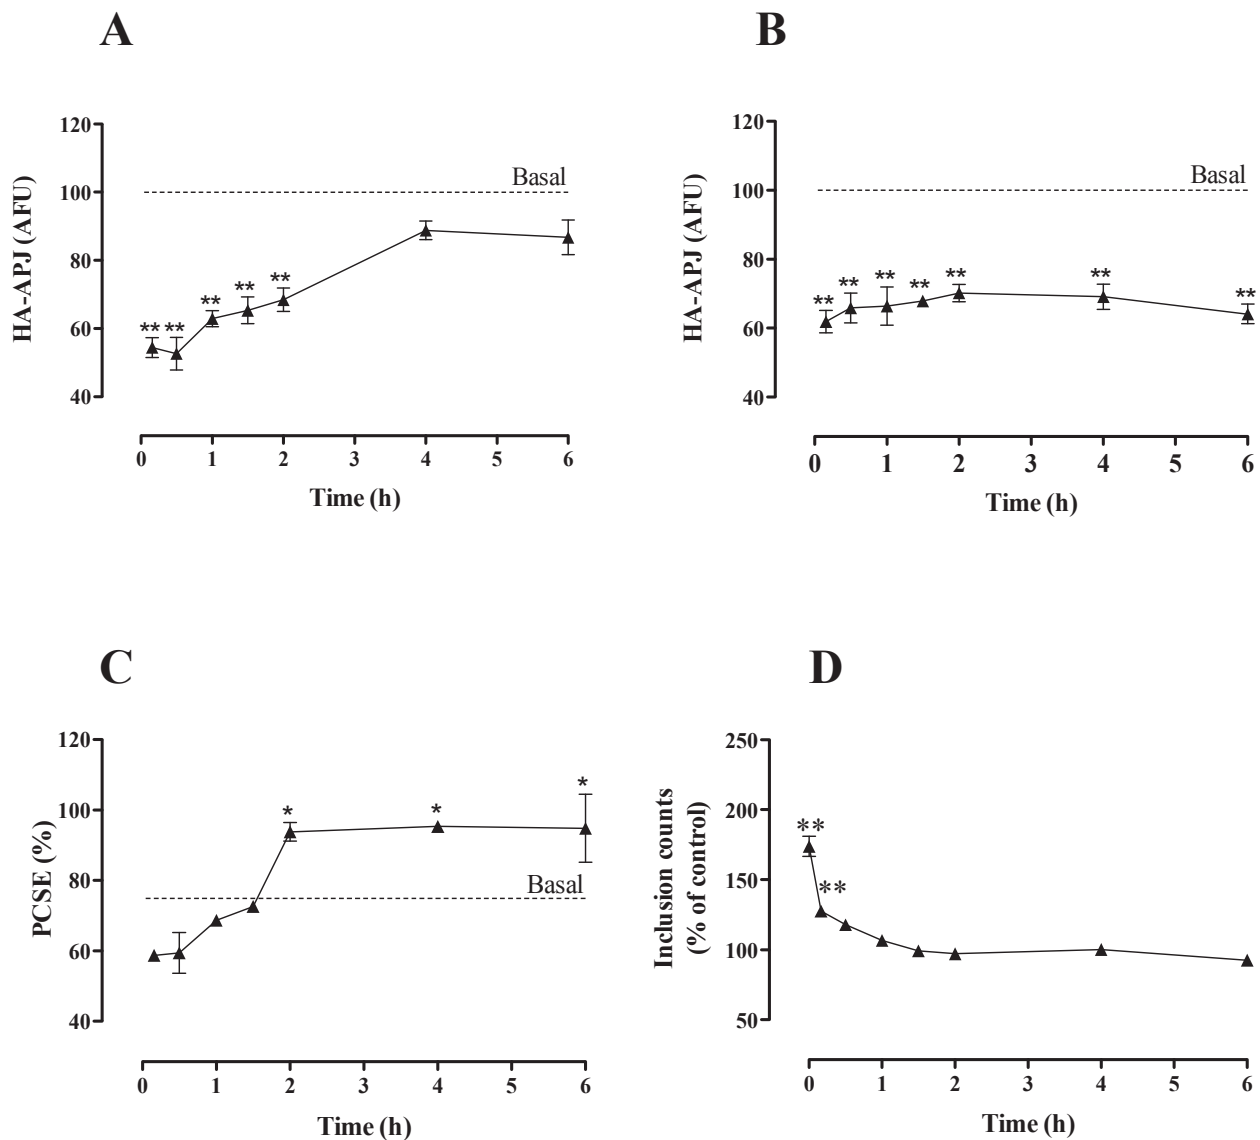 A
HA-APJ (AFU)
120
100
80
60
40
Basal
** ** ** ** **
0 1 2 3 4 5 6
Time (h)
B
HA-APJ (AFU)
120
100
80
60
40
Basal
** ** ** ** ** ** **
0 1 2 3 4 5 6
Time (h)
C
PCSE (%)
120
100
80
60
40
* * *
Basal
0 1 2 3 4 5 6
Time (h)
D
Inclusion counts
(% of control)
250
200
150
100
50
**
**
0 1 2 3 4 5 6
Time (h)